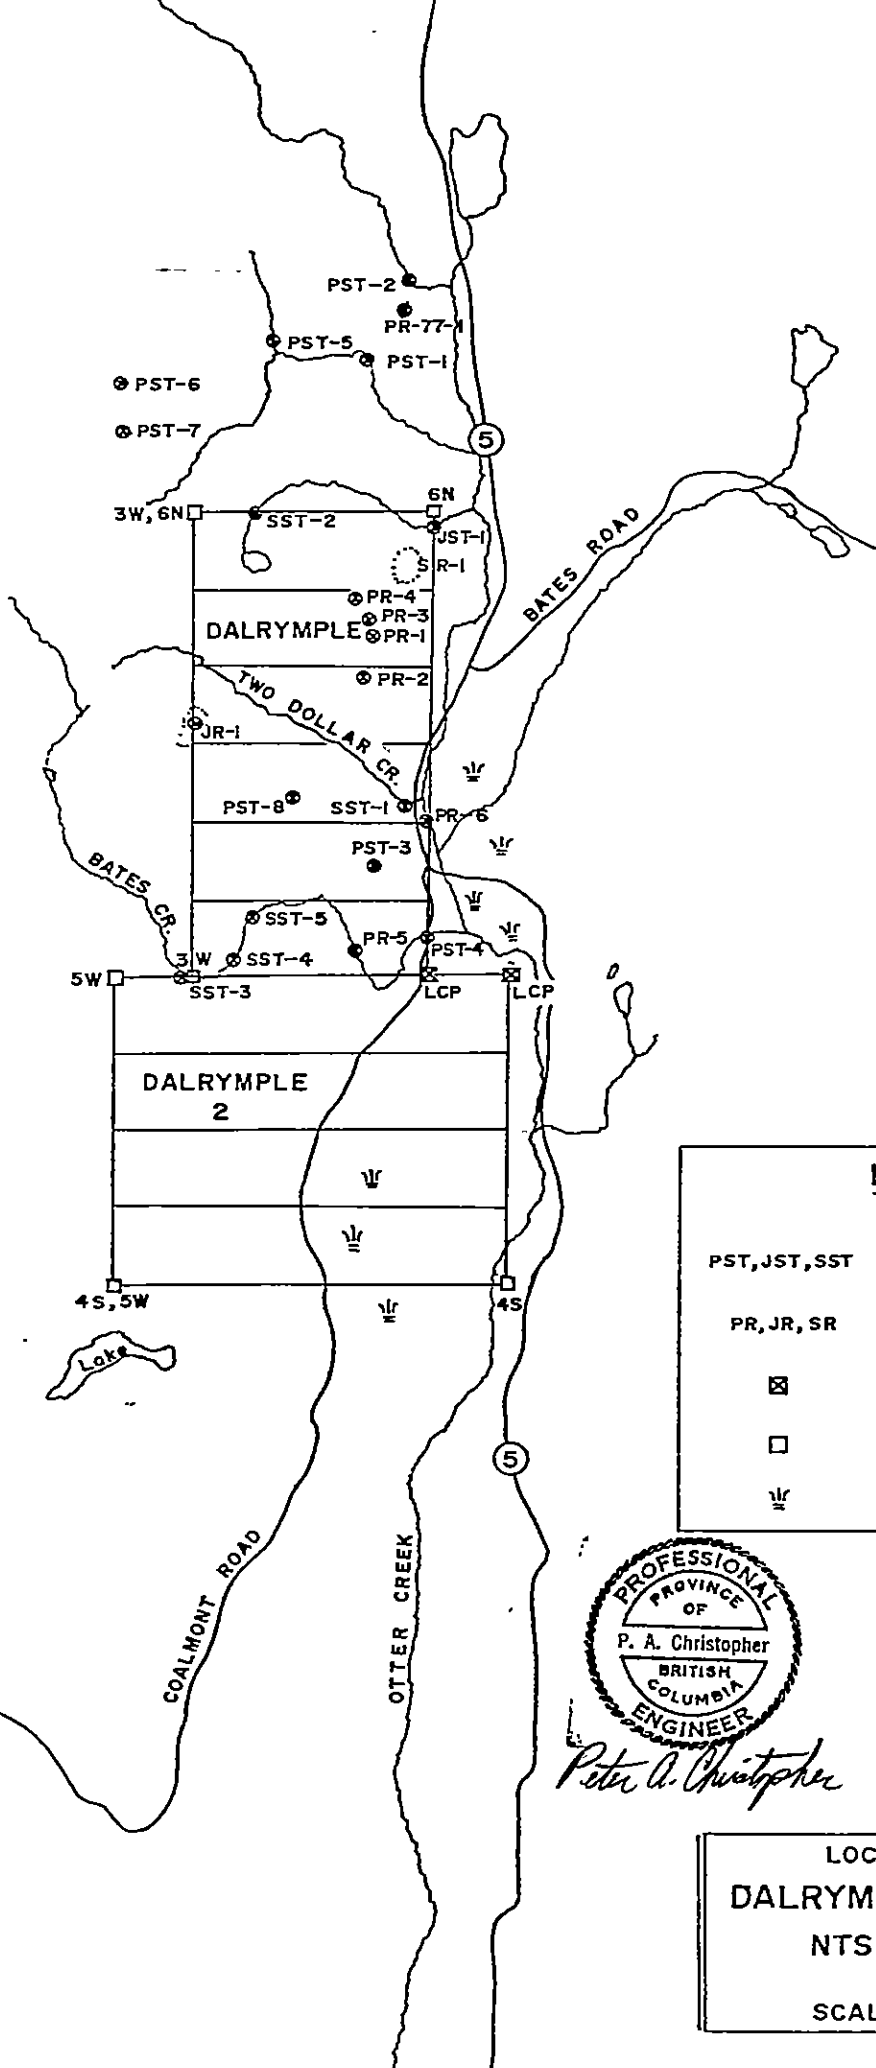 PST-2
PR-77-1
PST-5
PST-1
PST-6
PST-7
5
6N
3W, 6N
SST-2
JST-1
SR-1
BATES ROAD
PR-4
PR-3
DALRYMPLE
PR-1
PR-2
TWO DOLLAR CR.
JR-1
PST-8
SST-1
PR-6
PST-3
BATES CR.
SST-5
PR-5
PST-4
3W
SST-4
5W
SST-3
LCP
LCP
DALRYMPLE
2
PST, JST, SST
PR, JR, SR
4S, 5W
4S
Lake
5
COALMONT ROAD
OTTER CREEK
PROFESSIONAL
PROVINCE
OF
P. A. Christopher
BRITISH
COLUMBIA
ENGINEER
Peter A. Christopher
LOC
DALRYM
NTS
SCAL